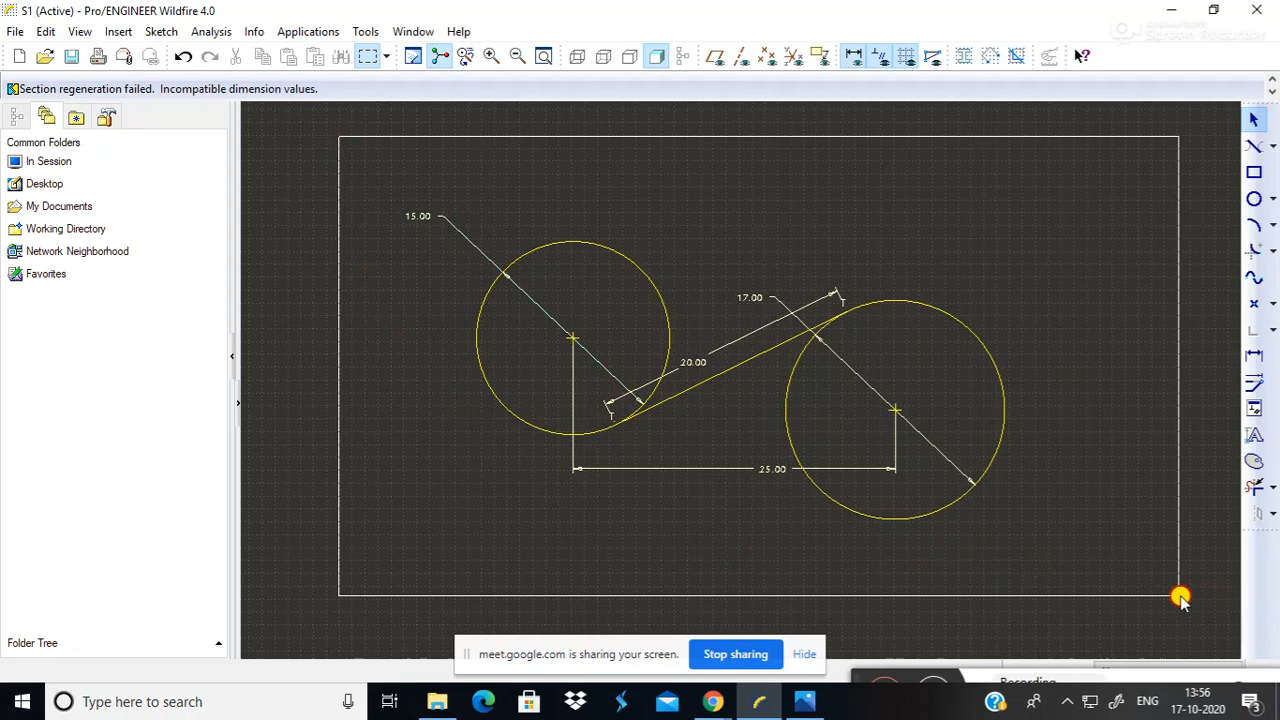 S1 (Active) - Pro/ENGINEER Wildfire 4.0
File Edit View Insert Sketch Analysis Info Applications Tools Window Help
Screen Recorder
Section regeneration failed. Incompatible dimension values.
Common Folders
In Session
Desktop
My Documents
Working Directory
Network Neighborhood
Favorites
15.00
17.00
T
20.00
T
25.00
Folder Tree
meet.google.com is sharing your screen. Stop sharing Hide
Type here to search
ENG
13:56
17-10-2020
3